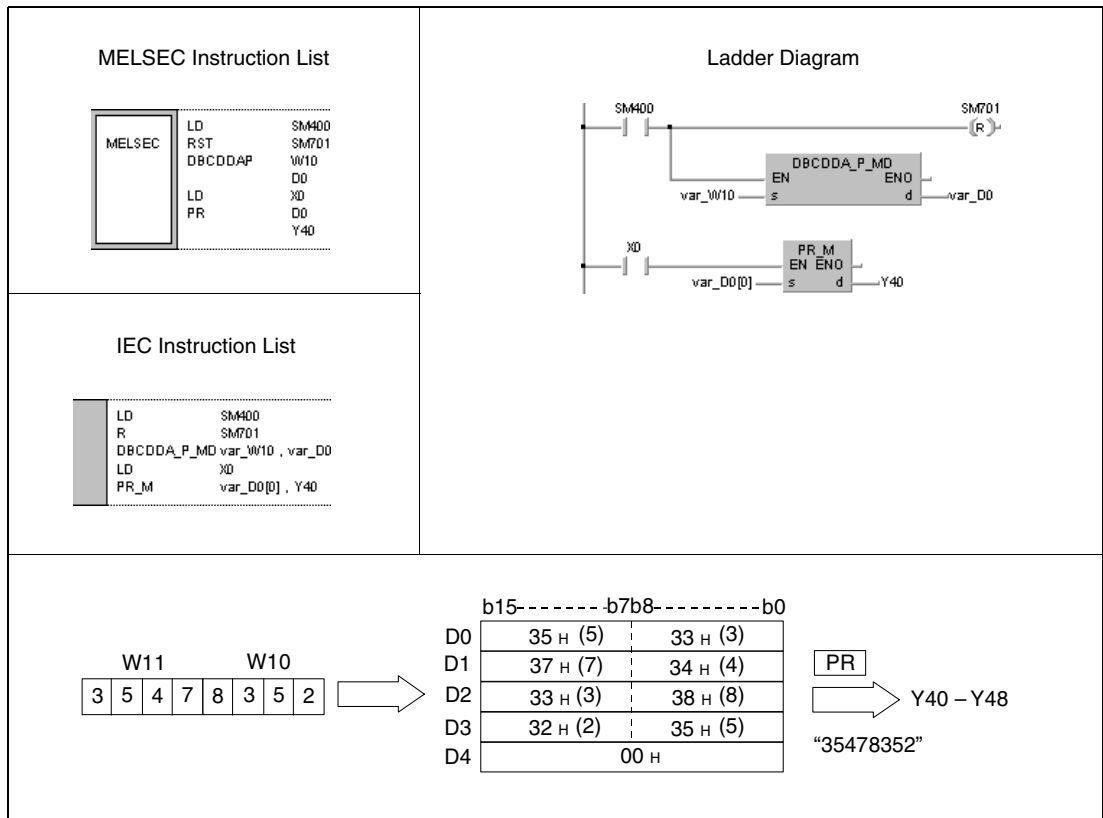 MELSEC Instruction List
MELSEC
LD SM400
RST SM701
DBCDDAP W10
D0
LD X0
PR D0
Y40
IEC Instruction List
LD SM400
R SM701
DBCDDA_P_MD var_W10 , var_D0
LD X0
PR_M var_D0[0] , Y40
Ladder Diagram
SM400 SM701
R
DBCDDA_P_MD
EN ENO
var_W10 s d var_D0
X0
PR_M
EN ENO
var_D0[0] s d Y40
b15--------b7b8----------b0
W11 W10
3 5 4 7 8 3 5 2
D0 35 H (5) 33 H (3)
D1 37 H (7) 34 H (4)
D2 33 H (3) 38 H (8)
D3 32 H (2) 35 H (5)
D4 00 H
PR
Y40 – Y48
“35478352”